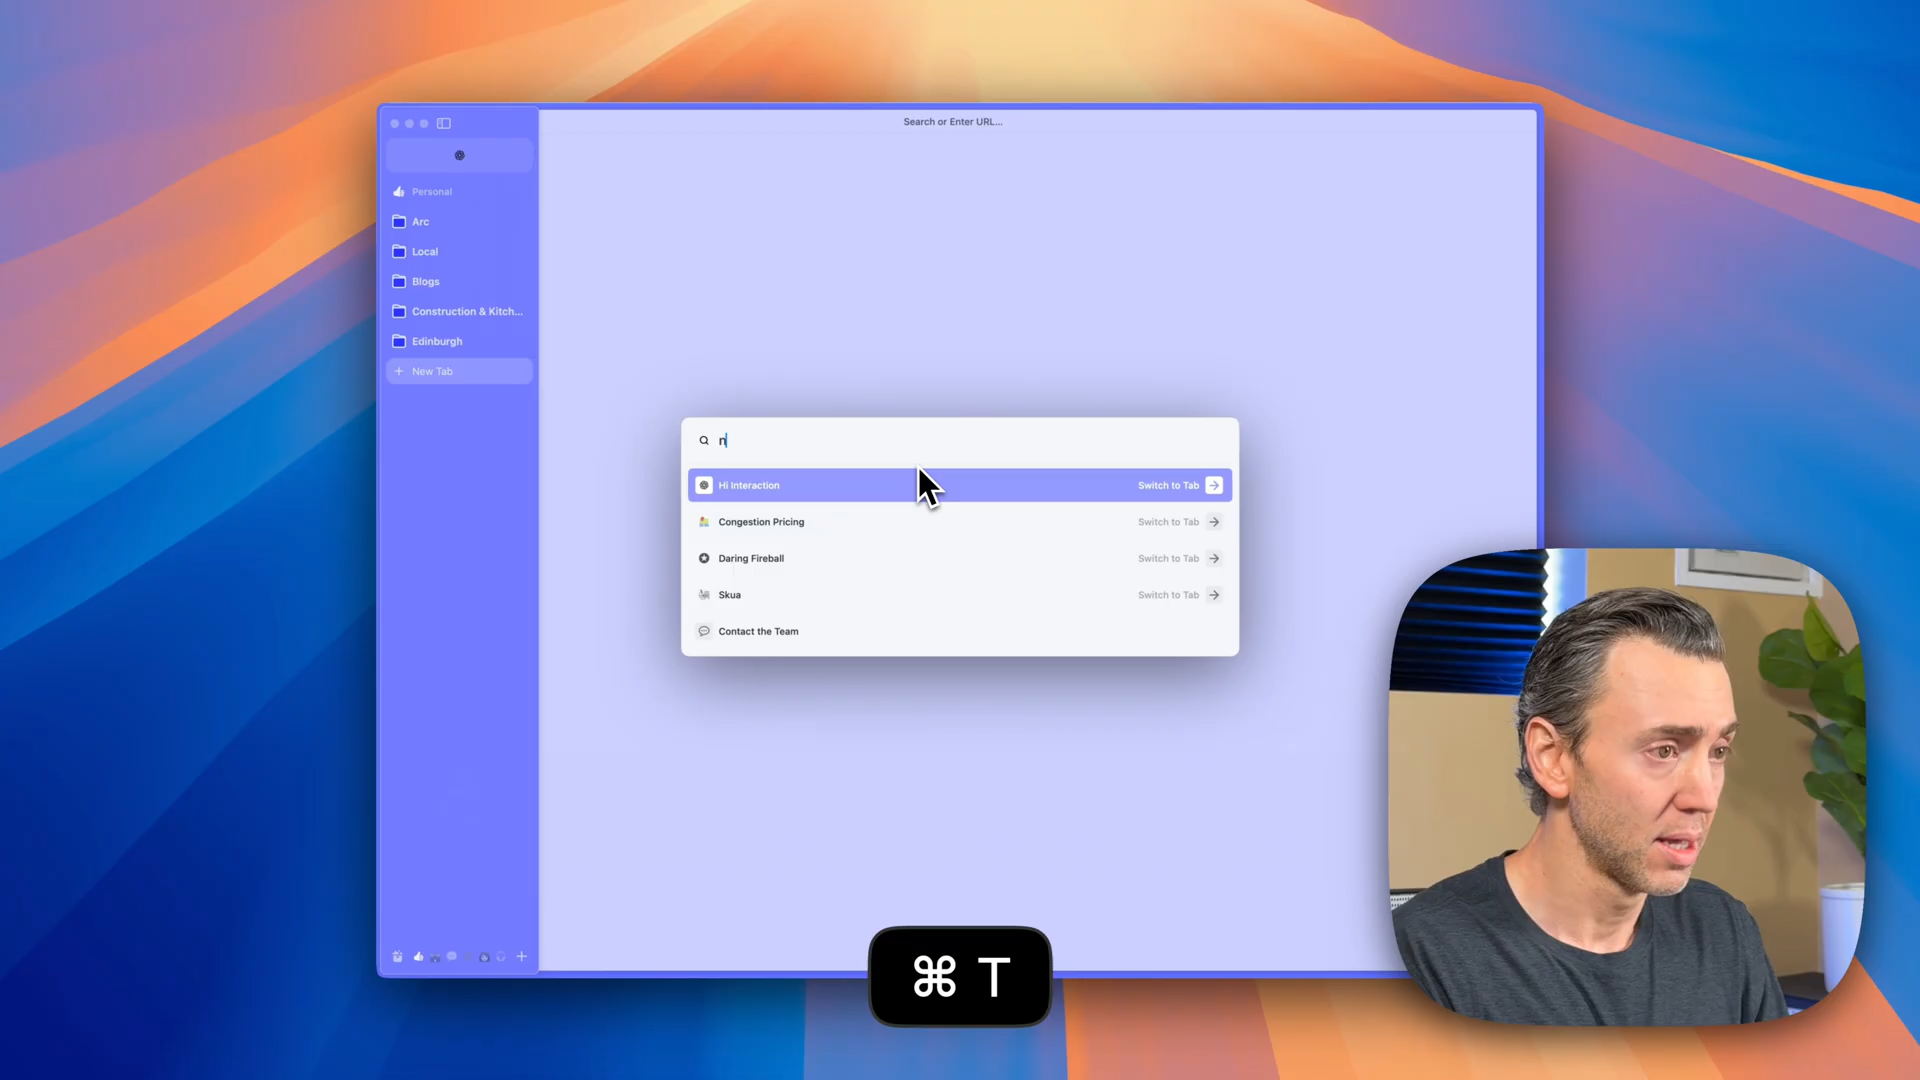 Search or Enter URL...
Personal
Arc
Local
Blogs
Construction & Kitch...
Edinburgh
+ New Tab
n
Hi Interaction Switch to Tab →
Congestion Pricing Switch to Tab →
Daring Fireball Switch to Tab →
Skua Switch to Tab →
Contact the Team
⌘ T